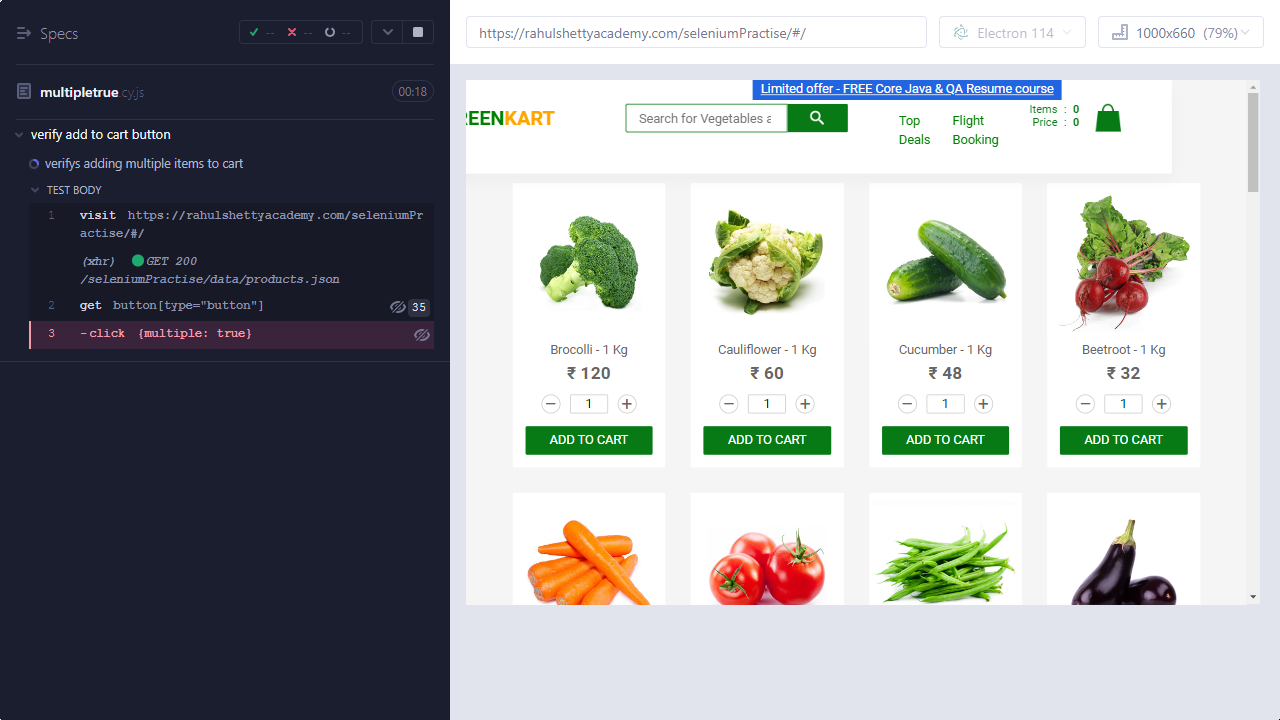 Specs
-- -- --
multipletrue.cy.js
00:18
verify add to cart button
verifys adding multiple items to cart
TEST BODY
1 visit https://rahulshettyacademy.com/seleniumPr
actise/#/
(xhr) GET 200
/seleniumPractise/data/products.json
2 get button[type="button"] 35
3 -click {multiple: true}
https://rahulshettyacademy.com/seleniumPractise/#/
Electron 114
1000x660 (79%)
Limited offer - FREE Core Java & QA Resume course
REENKART
Search for Vegetables a
Top
Deals
Flight
Booking
Items : 0
Price : 0
Brocolli - 1 Kg
₹ 120
– 1 +
ADD TO CART
Cauliflower - 1 Kg
₹ 60
– 1 +
ADD TO CART
Cucumber - 1 Kg
₹ 48
– 1 +
ADD TO CART
Beetroot - 1 Kg
₹ 32
– 1 +
ADD TO CART